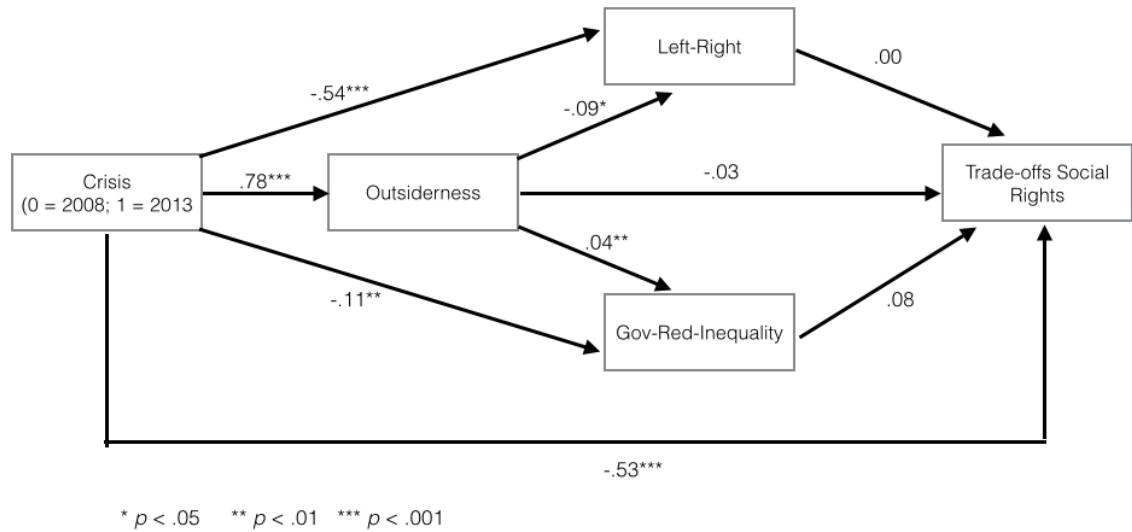 Left-Right
.00
-.54***
-.09*
Crisis
(0 = 2008; 1 = 2013
.78***
Outsiderness
-.03
Trade-offs Social
Rights
.04**
-.11**
Gov-Red-Inequality
.08
-.53***
* p < .05 ** p < .01 *** p < .001